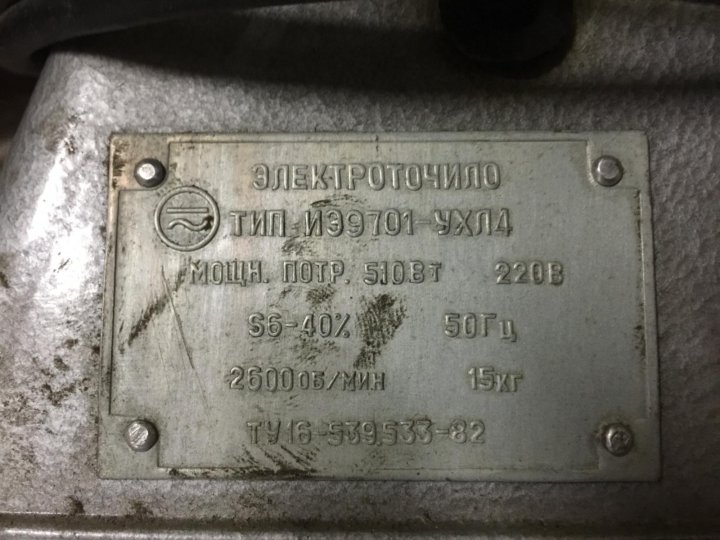 ЭЛЕКТРОТОЧИЛО
ТИП ИЭ9701-УХЛ4
МОЩН. ПОТР. 510Вт 220В
S6-40% 50Гц
2600об/мин 15кг
ТУ16-539.533-82